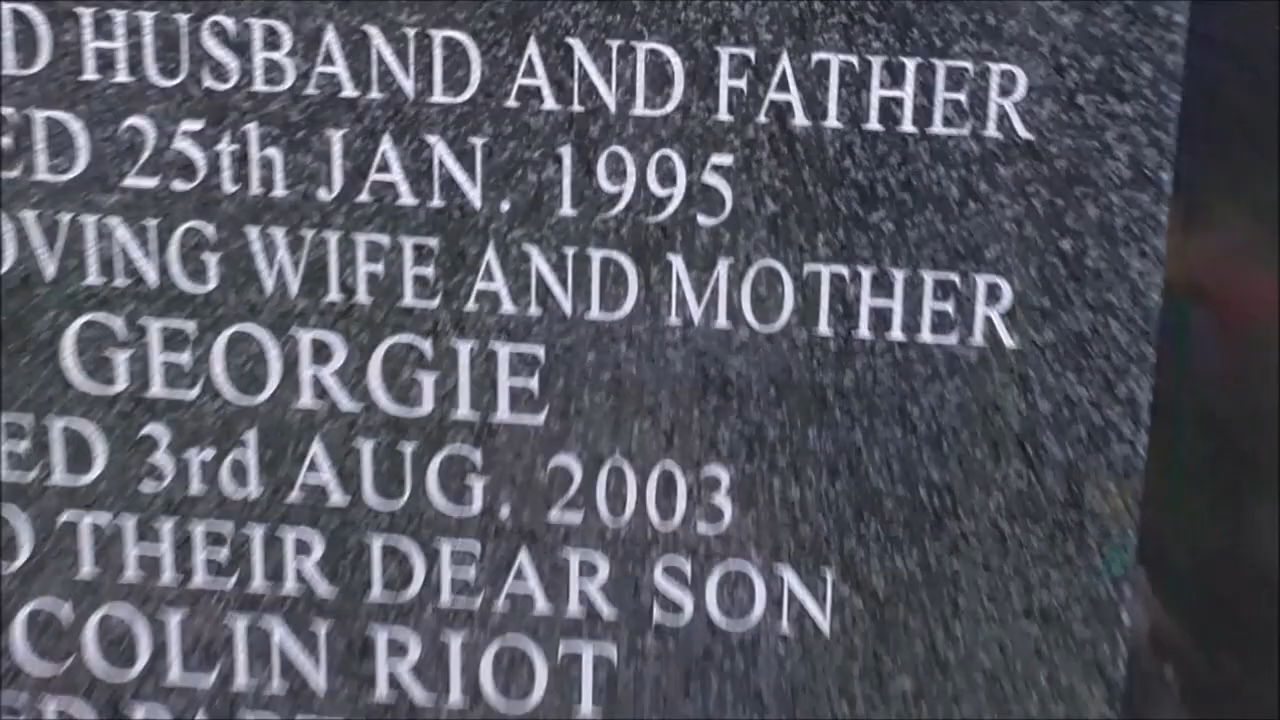 D HUSBAND AND FATHER
ED 25th JAN. 1995
OVING WIFE AND MOTHER
GEORGIE
ED 3rd AUG. 2003
D THEIR DEAR SON
COLIN RIOT